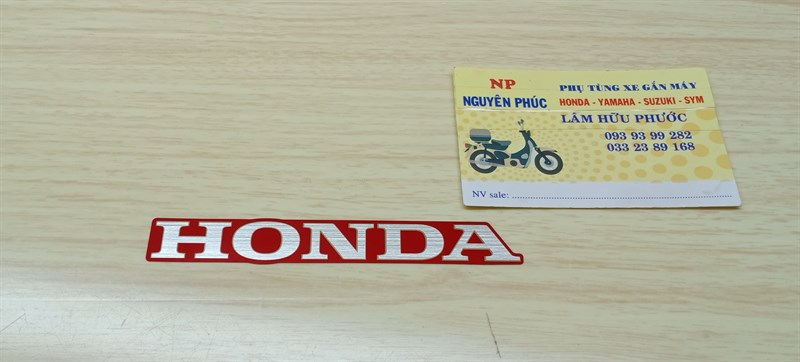 NP
NGUYÊN PHÚC
PHỤ TÙNG XE GẮN MÁY
HONDA - YAMAHA - SUZUKI - SYM
LÂM HỮU PHƯỚC
093 93 99 282
033 23 89 168
NV sale:
HONDA